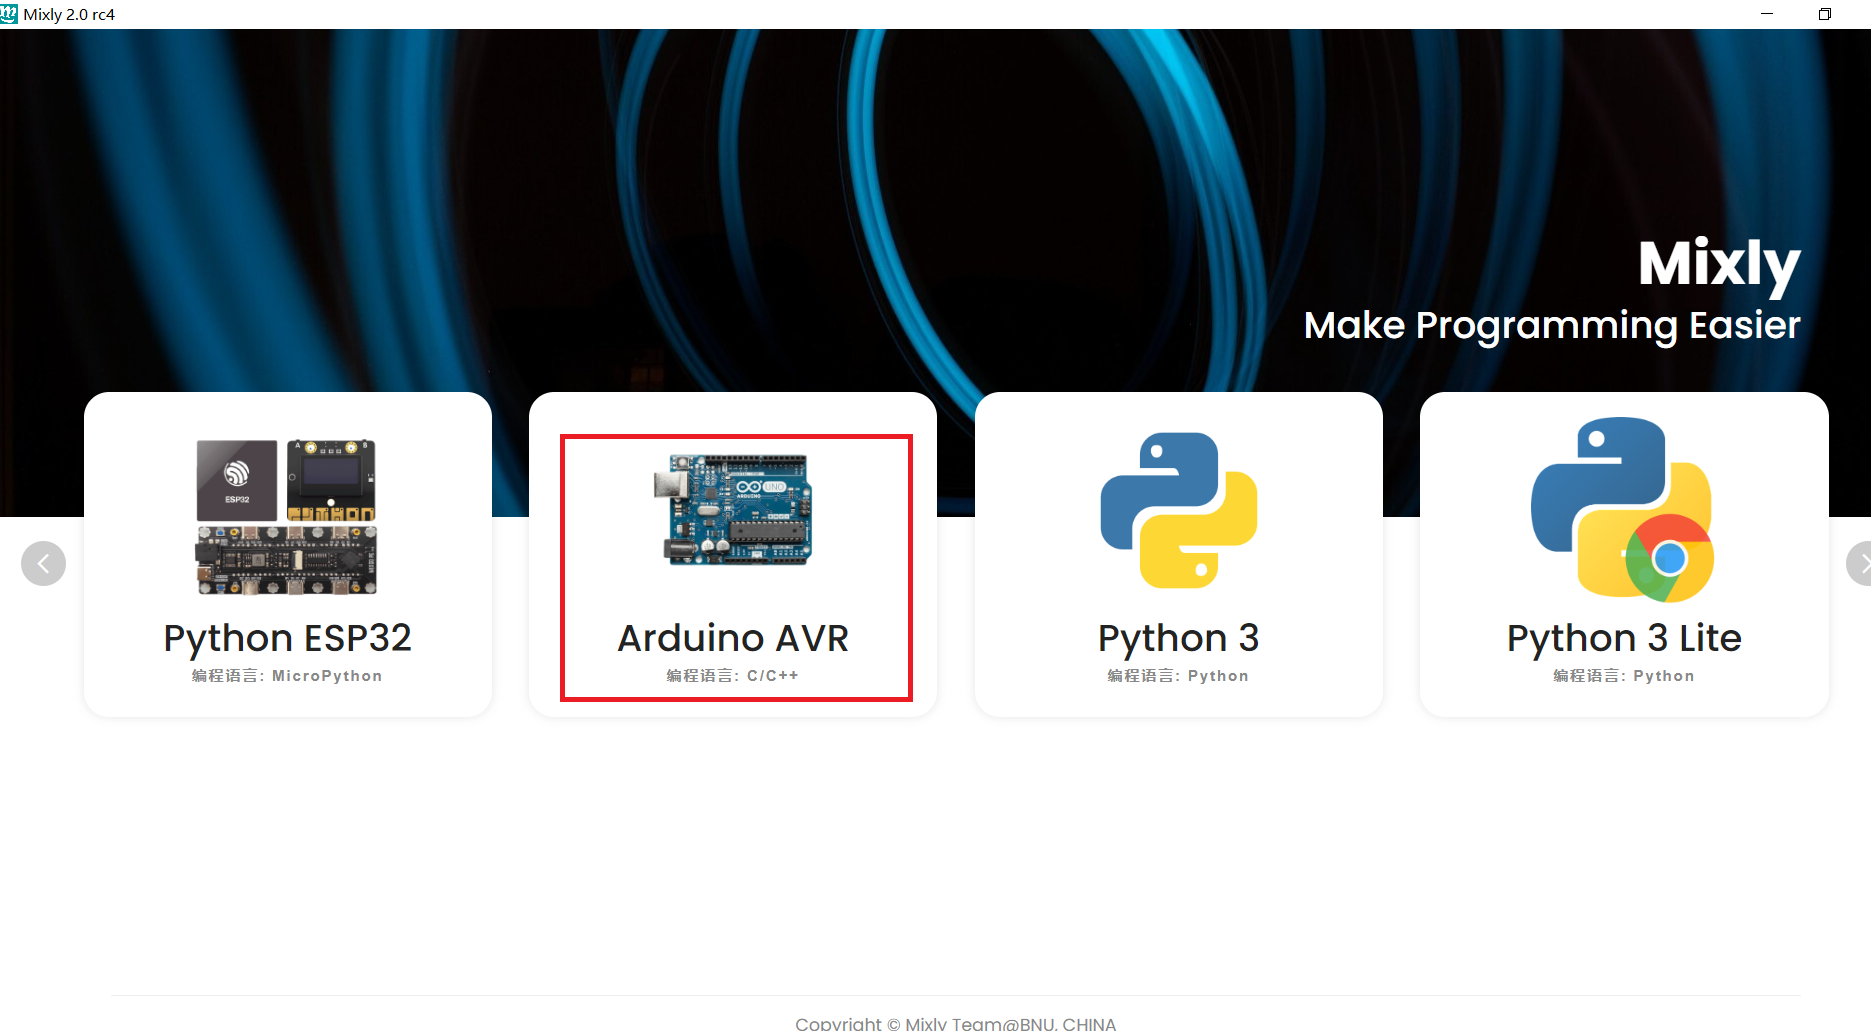 Mixly 2.0 rc4
Mixly
Make Programming Easier
ESP32
A B
UNO
ARDUINO
Python ESP32
编程语言: MicroPython
Arduino AVR
编程语言: C/C++
Python 3
编程语言: Python
Python 3 Lite
编程语言: Python
Copyright © Mixly Team@BNU, CHINA